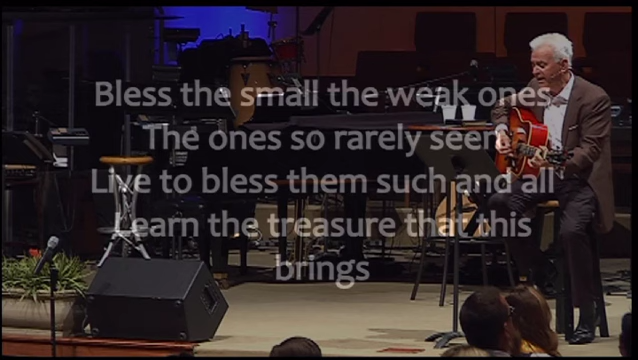 Bless the small the weak ones
The ones so rarely seen
Live to bless them such and all
Learn the treasure that this
brings